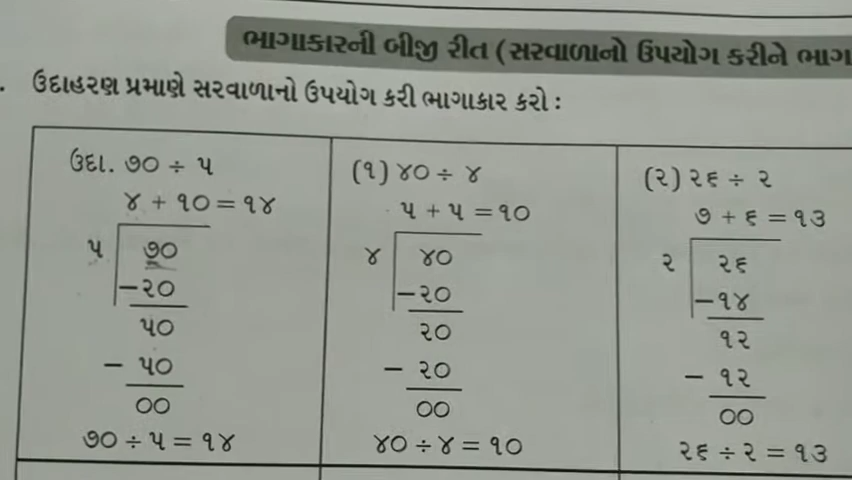 ભાગાકારની બીજી રીત (સરવાળાનો ઉપયોગ કરીને ભાગ
ઉદાહરણ પ્રમાણે સરવાળાનો ઉપયોગ કરી ભાગાકાર કરો :
ઉદા. ૭૦ ÷ ૫
૪ + ૧૦ = ૧૪
૫ ૭૦
– ૨૦
૫૦
– ૫૦
૦૦
૭૦ ÷ ૫ = ૧૪
(૧) ૪૦ ÷ ૪
૫ + ૫ = ૧૦
૪ ૪૦
– ૨૦
૨૦
– ૨૦
૦૦
૪૦ ÷ ૪ = ૧૦
(૨) ૨૬ ÷ ૨
૭ + ૬ = ૧૩
૨ ૨૬
– ૧૪
૧૨
– ૧૨
૦૦
૨૬ ÷ ૨ = ૧૩